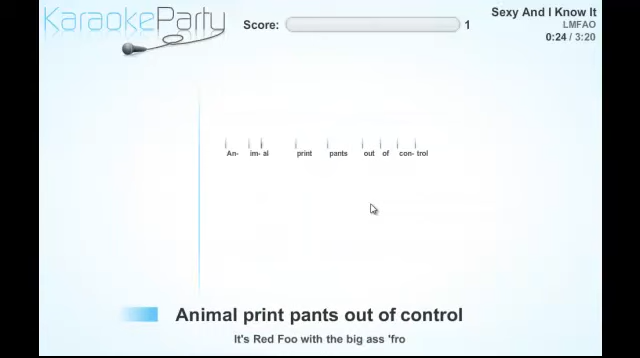 KaraokeParty
Score: 1
Sexy And I Know It
LMFAO
0:24 / 3:20
An- im- al print pants out of con- trol
Animal print pants out of control
It's Red Foo with the big ass 'fro